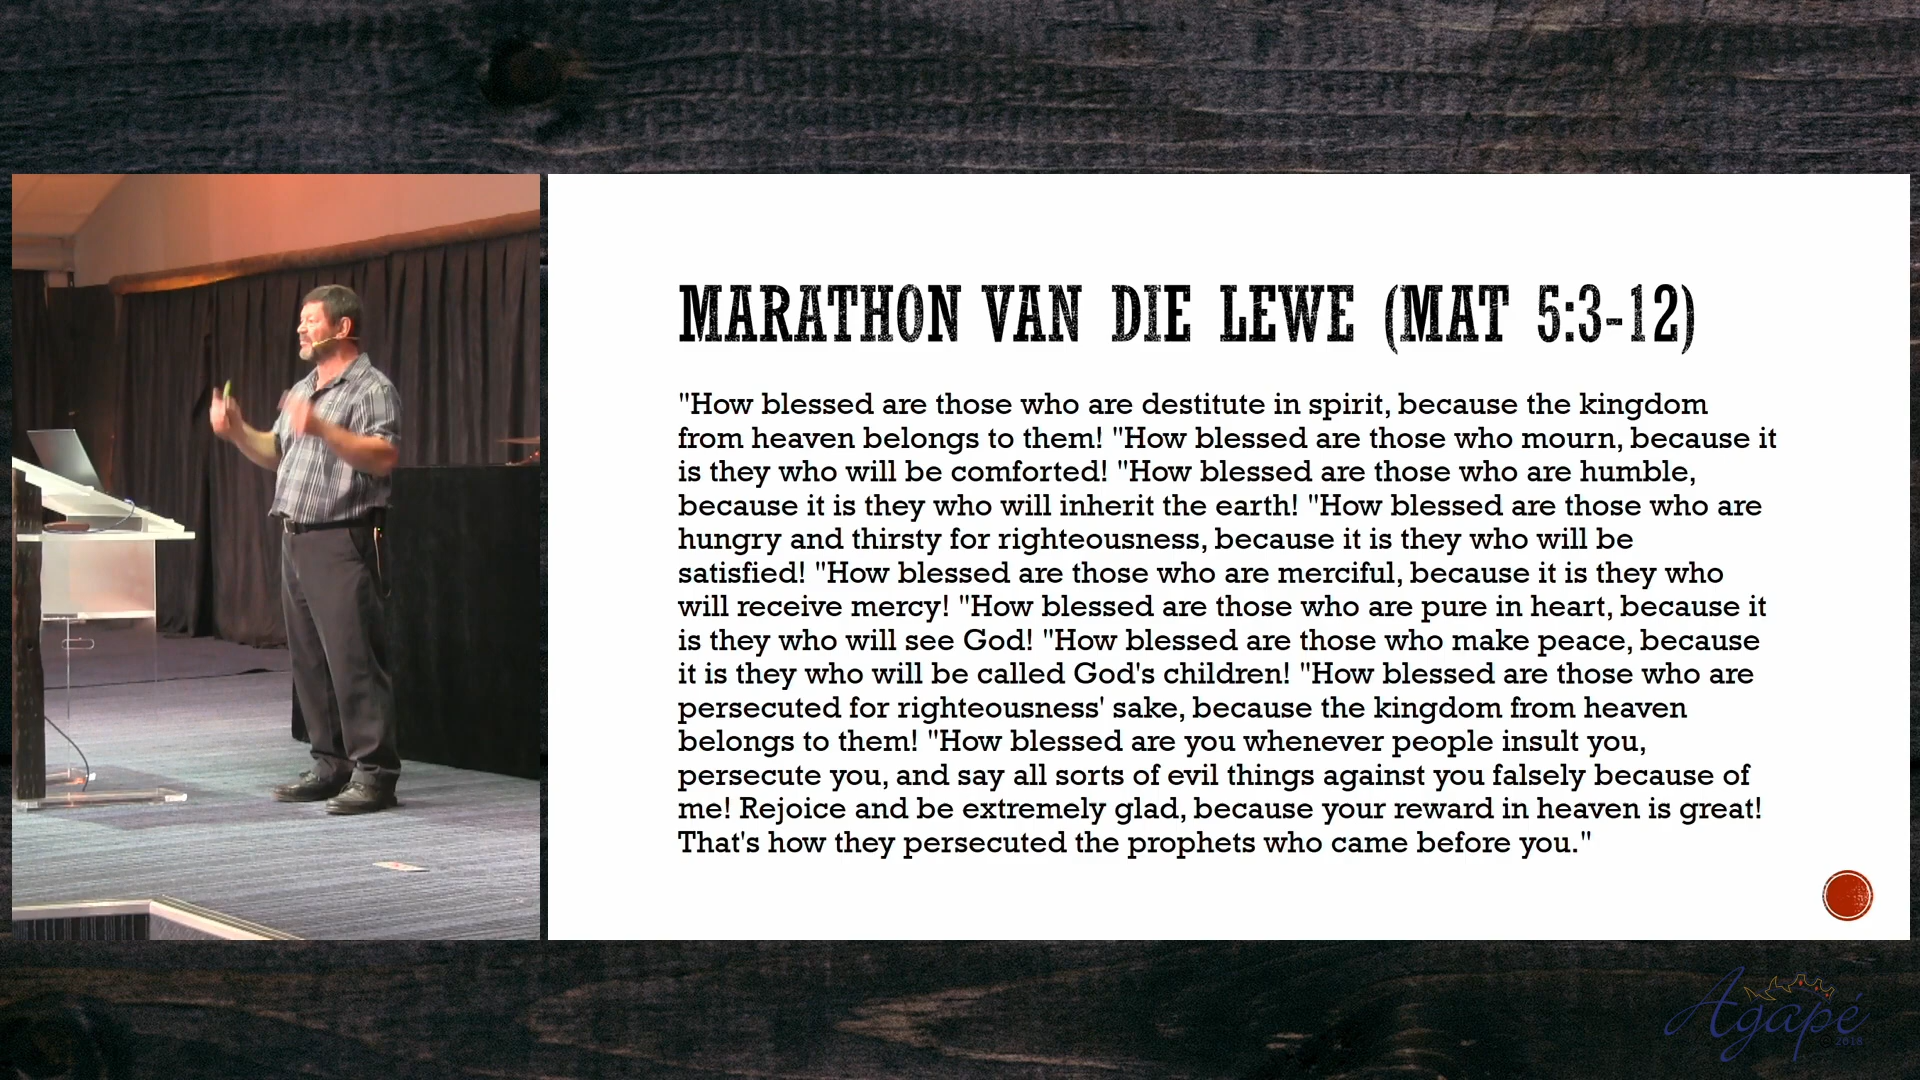 MARATHON VAN DIE LEWE (MAT 5:3-12)
"How blessed are those who are destitute in spirit, because the kingdom
from heaven belongs to them! "How blessed are those who mourn, because it
is they who will be comforted! "How blessed are those who are humble,
because it is they who will inherit the earth! "How blessed are those who are
hungry and thirsty for righteousness, because it is they who will be
satisfied! "How blessed are those who are merciful, because it is they who
will receive mercy! "How blessed are those who are pure in heart, because it
is they who will see God! "How blessed are those who make peace, because
it is they who will be called God's children! "How blessed are those who are
persecuted for righteousness' sake, because the kingdom from heaven
belongs to them! "How blessed are you whenever people insult you,
persecute you, and say all sorts of evil things against you falsely because of
me! Rejoice and be extremely glad, because your reward in heaven is great!
That's how they persecuted the prophets who came before you."
Agapé
© 2018